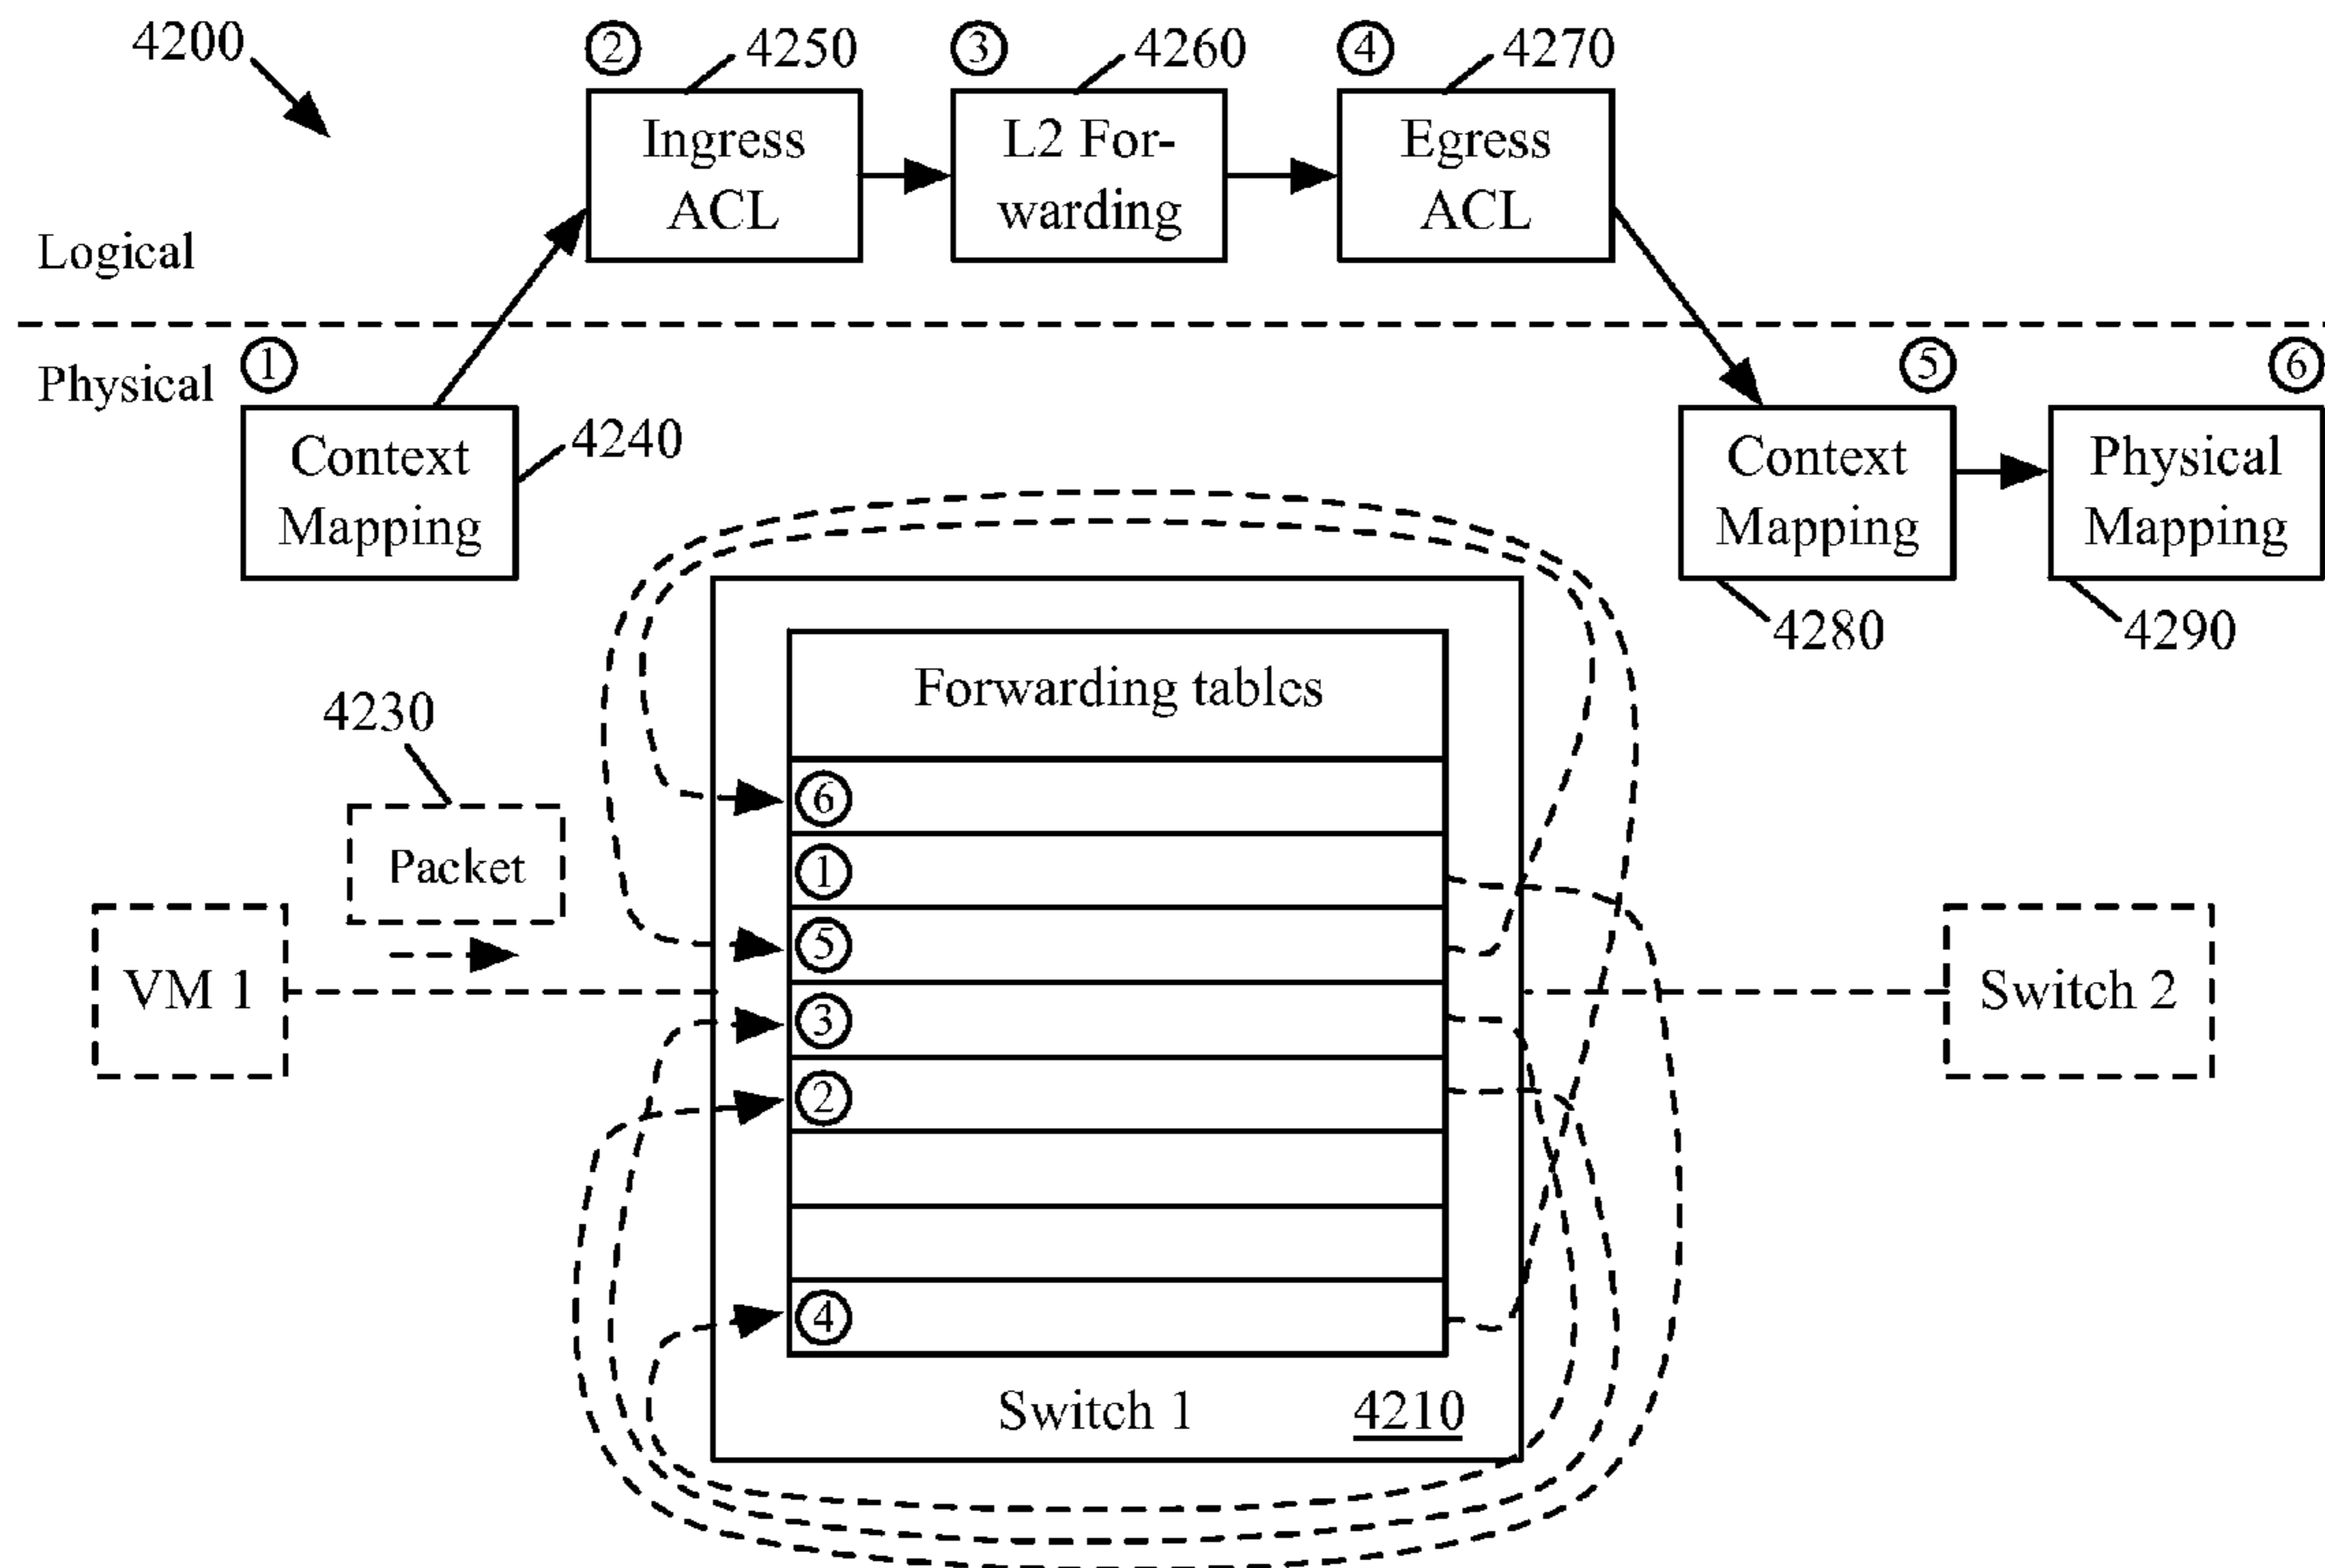 4200
② 4250
③ 4260
④ 4270
Ingress
ACL
L2 For-
warding
Egress
ACL
Logical
Physical
①
Context
Mapping
4240
⑤
Context
Mapping
4280
⑥
Physical
Mapping
4290
4230
Packet
VM 1
Forwarding tables
⑥
①
⑤
③
②
④
Switch 1 4210
Switch 2